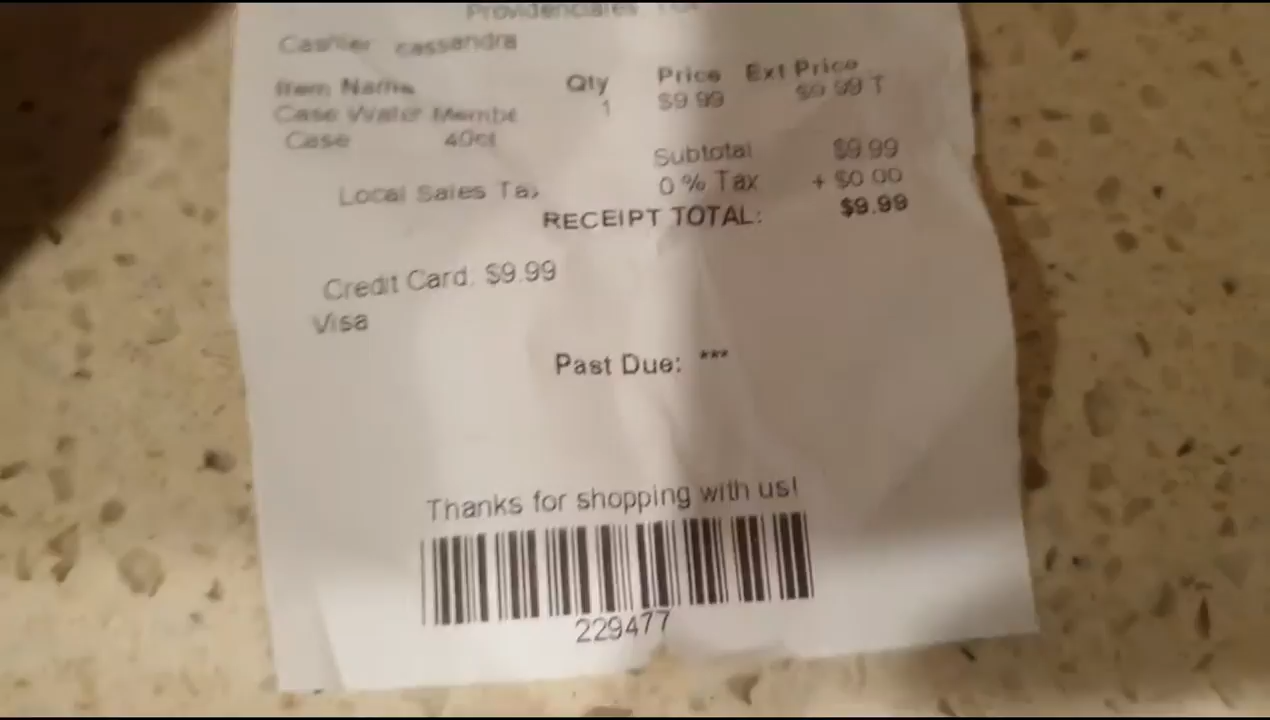 Providenciales
Cashier cassandra
Item Name Qty Price Ext Price
Case Water Membe 1 $9.99 $9.99 T
Case 40ct
Subtotal $9.99
Local Sales Tax 0 % Tax + $0.00
RECEIPT TOTAL: $9.99
Credit Card. $9.99
Visa
Past Due: ***
Thanks for shopping with us!
229477